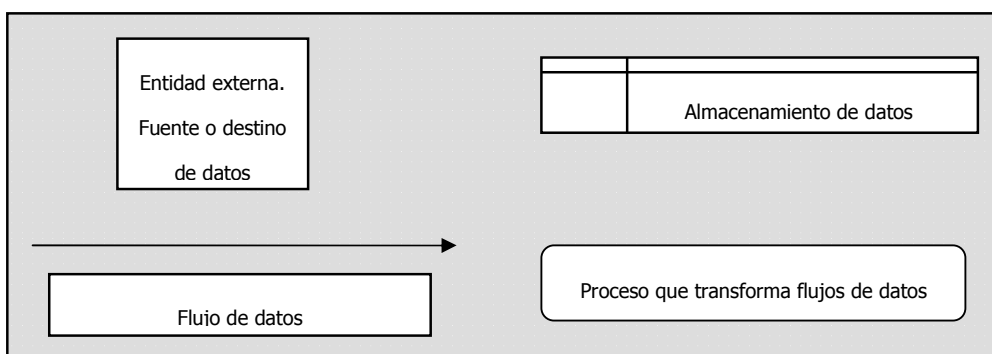 Entidad externa.
Fuente o destino
de datos
Almacenamiento de datos
Flujo de datos
Proceso que transforma flujos de datos